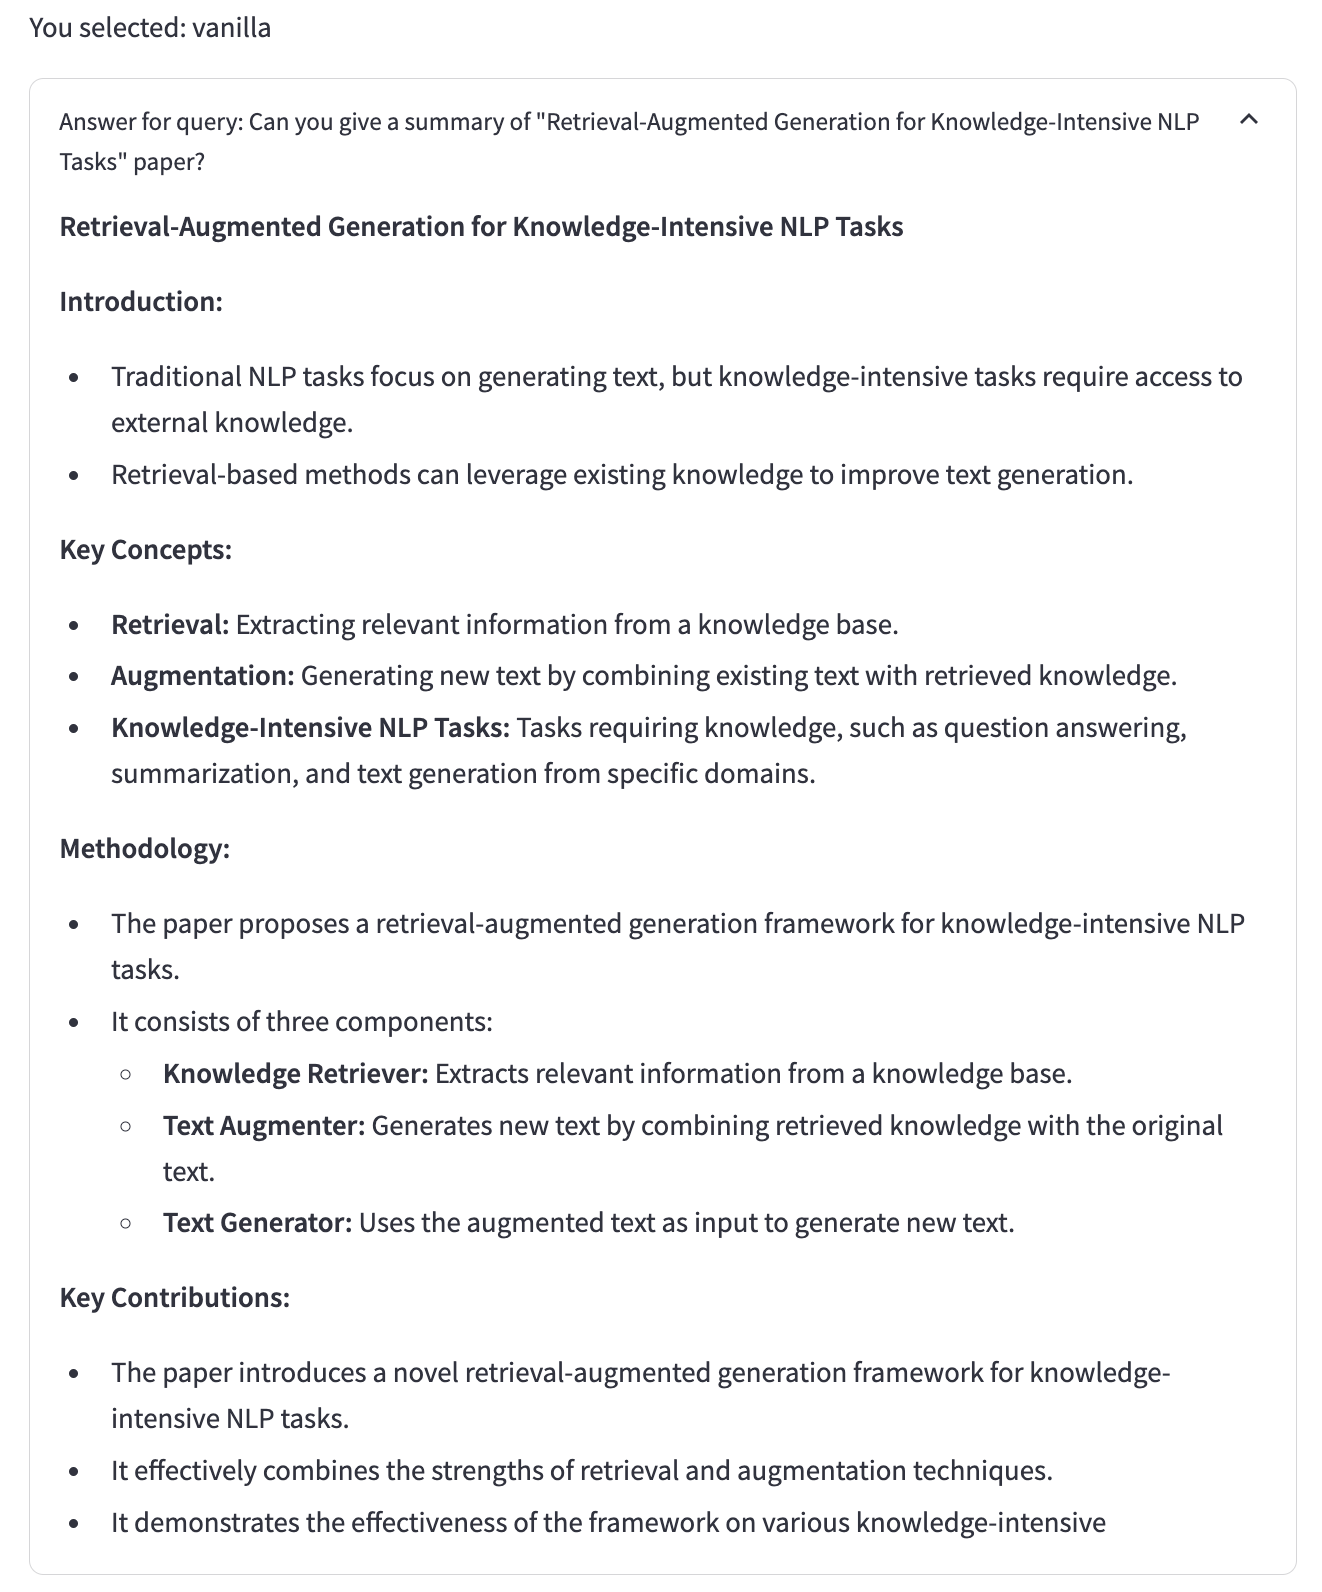 You selected: vanilla
Answer for query: Can you give a summary of "Retrieval-Augmented Generation for Knowledge-Intensive NLP
Tasks" paper?
Retrieval-Augmented Generation for Knowledge-Intensive NLP Tasks
Introduction:
• Traditional NLP tasks focus on generating text, but knowledge-intensive tasks require access to
external knowledge.
• Retrieval-based methods can leverage existing knowledge to improve text generation.
Key Concepts:
• Retrieval: Extracting relevant information from a knowledge base.
• Augmentation: Generating new text by combining existing text with retrieved knowledge.
• Knowledge-Intensive NLP Tasks: Tasks requiring knowledge, such as question answering,
summarization, and text generation from specific domains.
Methodology:
• The paper proposes a retrieval-augmented generation framework for knowledge-intensive NLP
tasks.
• It consists of three components:
◦ Knowledge Retriever: Extracts relevant information from a knowledge base.
◦ Text Augmenter: Generates new text by combining retrieved knowledge with the original
text.
◦ Text Generator: Uses the augmented text as input to generate new text.
Key Contributions:
• The paper introduces a novel retrieval-augmented generation framework for knowledge-
intensive NLP tasks.
• It effectively combines the strengths of retrieval and augmentation techniques.
• It demonstrates the effectiveness of the framework on various knowledge-intensive